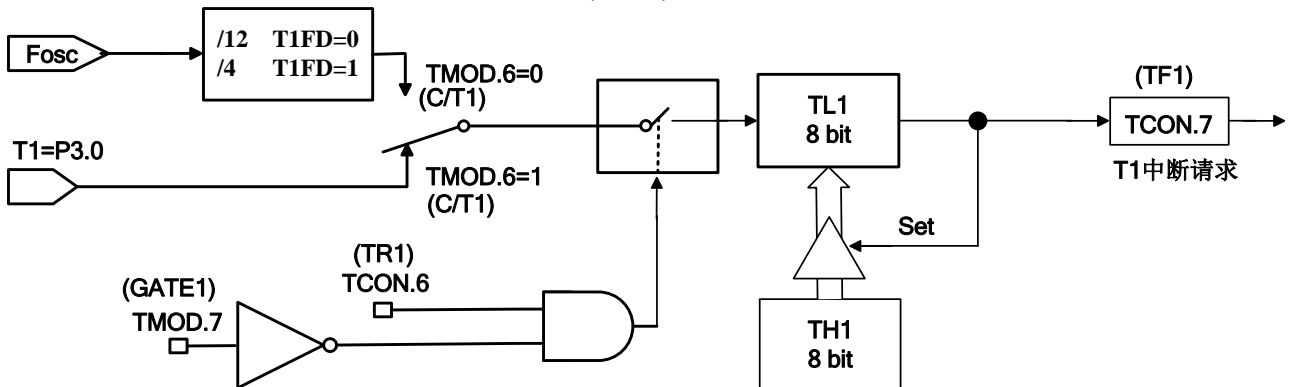 /12 T1FD=0
/4 T1FD=1
Fosc
TMOD.6=0
(C/T1)
T1=P3.0
TMOD.6=1
(C/T1)
TL1
8 bit
(TF1)
TCON.7
T1中断请求
Set
(TR1)
TCON.6
(GATE1)
TMOD.7
TH1
8 bit